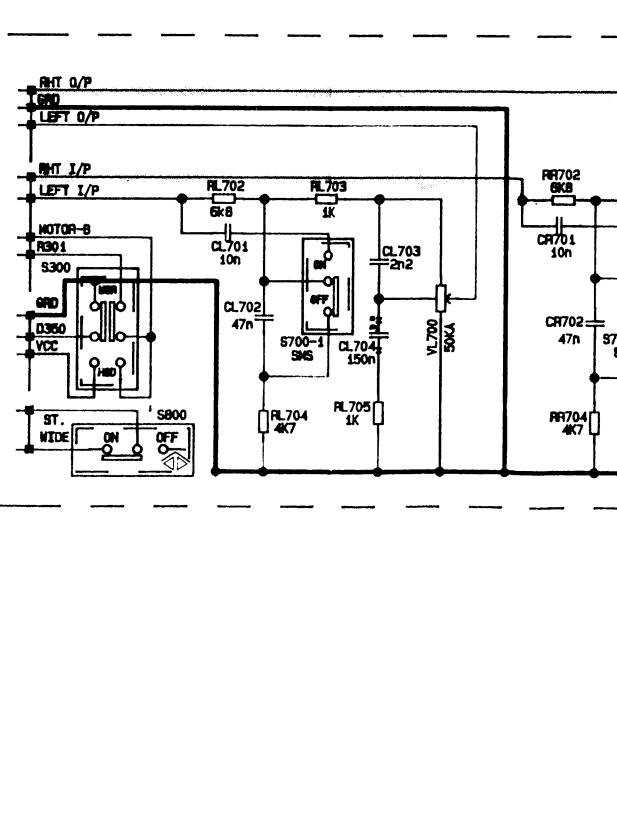 RHT O/P
GRD
LEFT O/P
RHT I/P
LEFT I/P
RL702
6k8
RL703
1K
RR702
6K8
MOTOR-B
R301
CL701
10n
CR701
10n
S300
ON
CL703
2n2
GRD
OFF
CL702
47n
D350
VCC
S700-1
SMS
CL704
150n
VL700
50KA
CR702
47n
S7
ST.
WIDE
S800
ON
OFF
RL704
4K7
RL705
1K
RR704
4K7